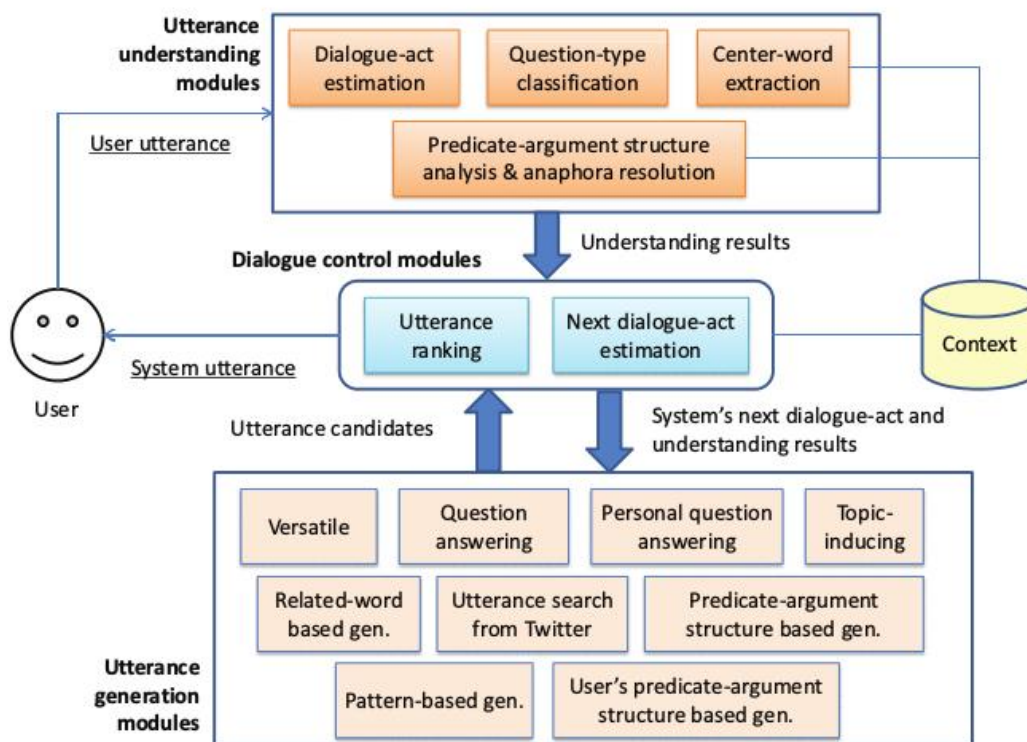 Utterance
understanding
modules
Dialogue-act
estimation
Question-type
classification
Center-word
extraction
User utterance
Predicate-argument structure
analysis & anaphora resolution
Understanding results
Dialogue control modules
Utterance
ranking
Next dialogue-act
estimation
Context
System utterance
User
Utterance candidates
System's next dialogue-act and
understanding results
Versatile
Question
answering
Personal question
answering
Topic-
inducing
Related-word
based gen.
Utterance search
from Twitter
Predicate-argument
structure based gen.
Utterance
generation
modules
Pattern-based gen.
User's predicate-argument
structure based gen.